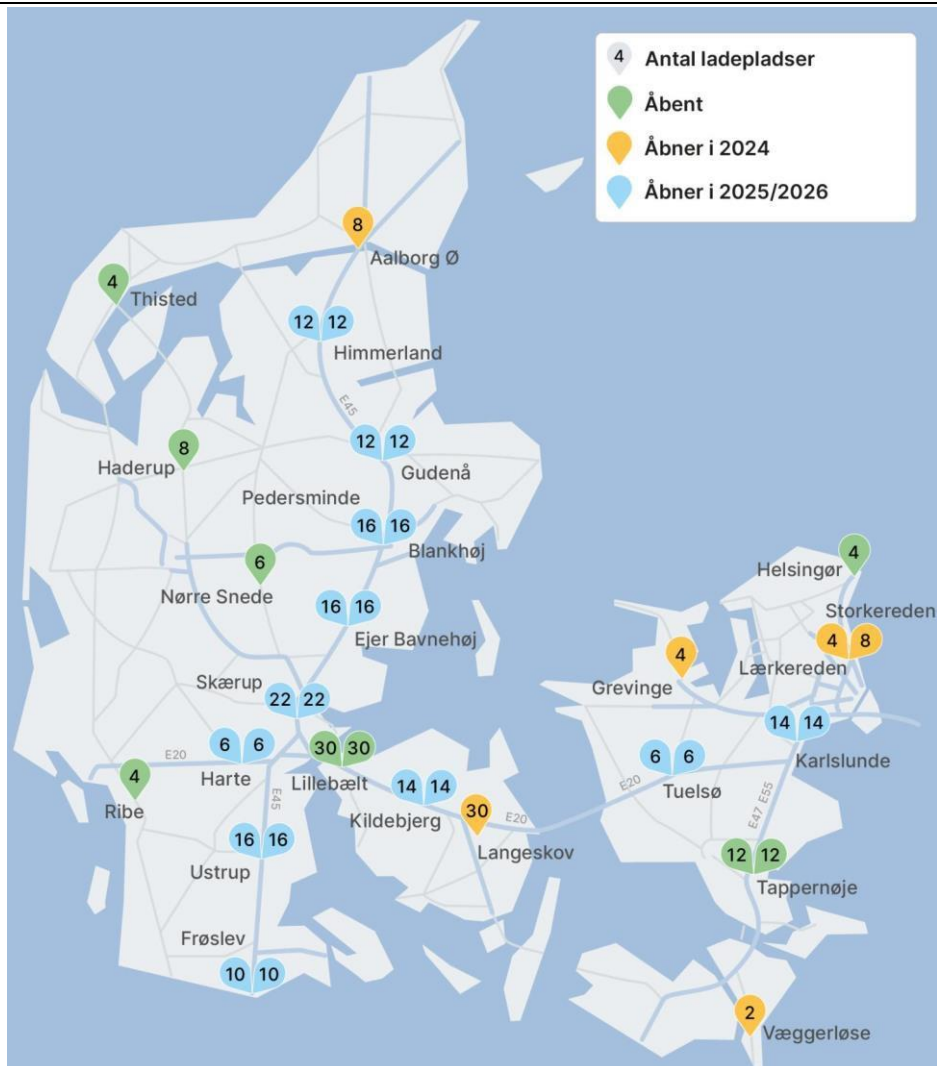 4 Antal ladepladser
Åbent
Åbner i 2024
Åbner i 2025/2026
8
Aalborg Ø
4
Thisted
12 12
Himmerland
E45
12 12
Gudenå
8
Haderup
Pedersminde
16 16
Blankhøj
6
Nørre Snede
16 16
Ejer Bavnehøj
4
Helsingør
Storkereden
4 8
Lærkereden
4
Grevinge
Skærup
22 22
14 14
Karlslunde
6 6
Harte
E20
30 30
Lillebælt
4
Ribe
E45
14 14
Kildebjerg
30
Langeskov
E20
6 6
Tuelsø
E20
E47 E55
16 16
Ustrup
12 12
Tappernøje
Frøslev
10 10
2
Væggerløse